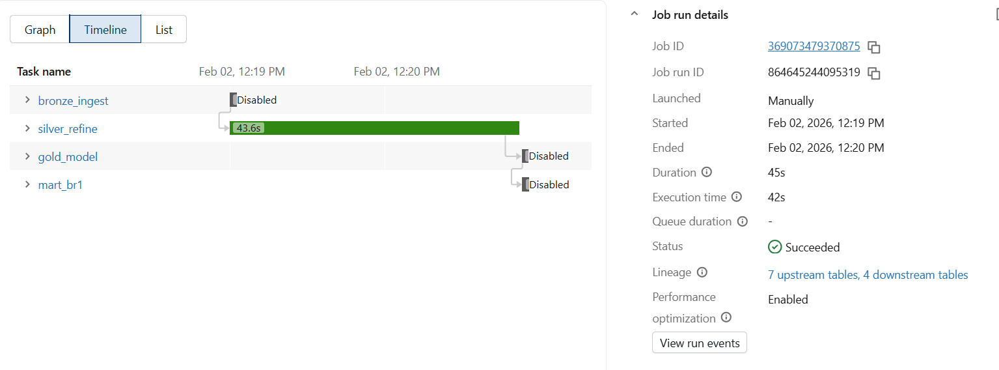 Graph Timeline List
Task name Feb 02, 12:19 PM Feb 02, 12:20 PM
bronze_ingest Disabled
silver_refine 43.6s
gold_model Disabled
mart_br1 Disabled
Job run details
Job ID 369073479370875
Job run ID 864645244095319
Launched Manually
Started Feb 02, 2026, 12:19 PM
Ended Feb 02, 2026, 12:20 PM
Duration 45s
Execution time 42s
Queue duration -
Status Succeeded
Lineage 7 upstream tables, 4 downstream tables
Performance Enabled
optimization
View run events